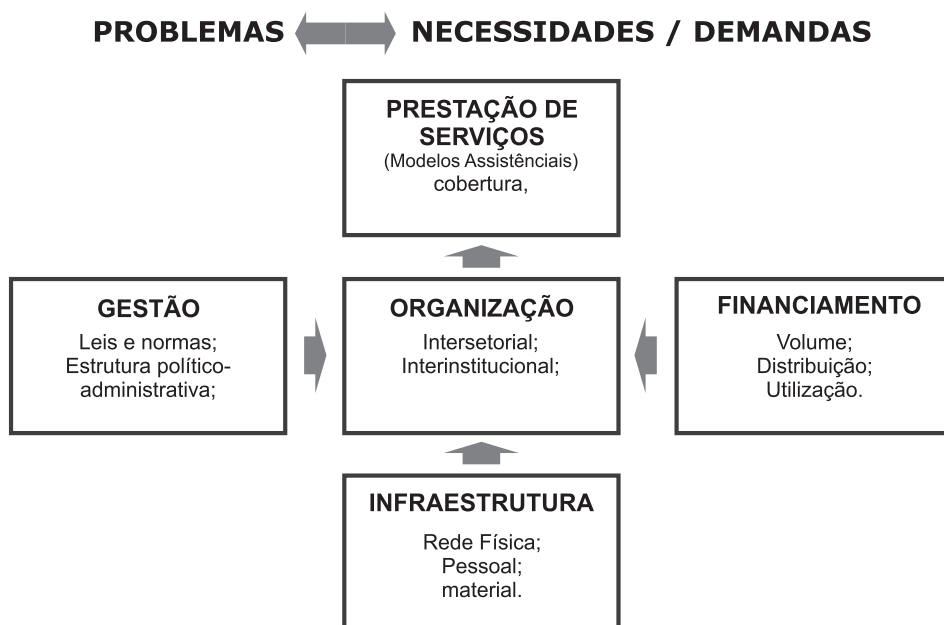 PROBLEMAS NECESSIDADES / DEMANDAS
PRESTAÇÃO DE
SERVIÇOS
(Modelos Assistênciais)
cobertura,
GESTÃO
Leis e normas;
Estrutura político-
administrativa;
ORGANIZAÇÃO
Intersetorial;
Interinstitucional;
FINANCIAMENTO
Volume;
Distribuição;
Utilização.
INFRAESTRUTURA
Rede Física;
Pessoal;
material.